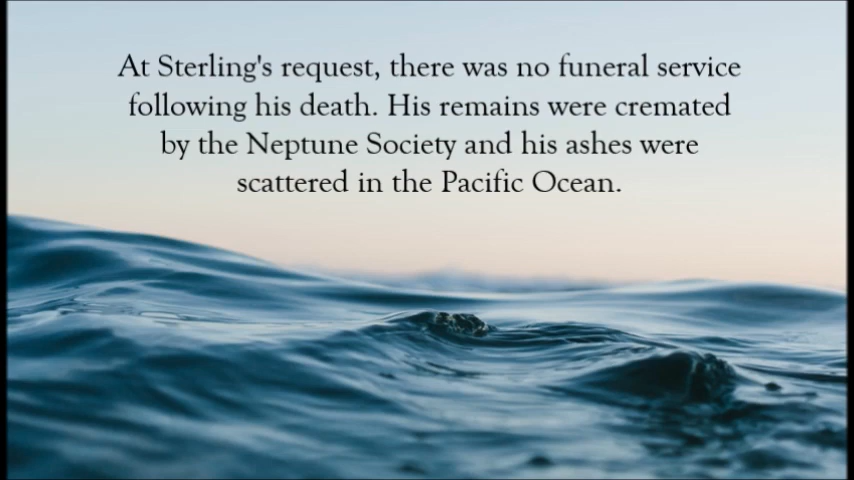 At Sterling's request, there was no funeral service
following his death. His remains were cremated
by the Neptune Society and his ashes were
scattered in the Pacific Ocean.